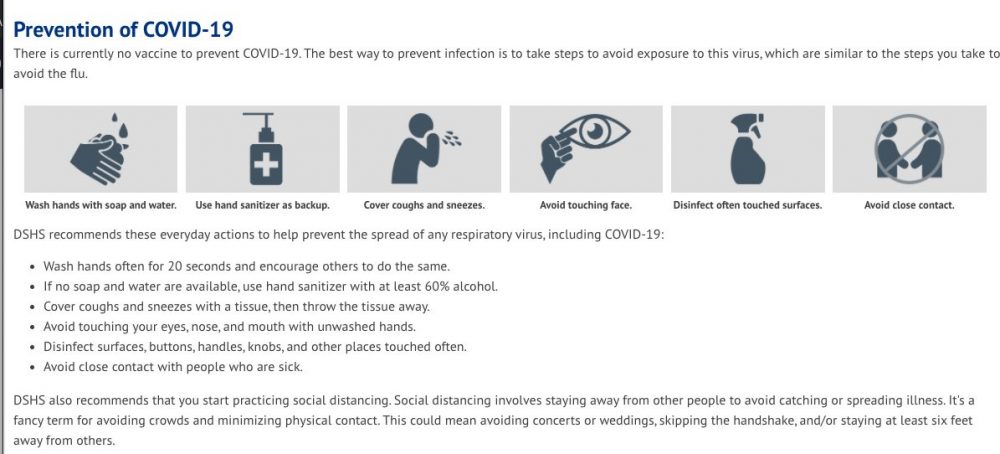 Prevention of COVID-19
There is currently no vaccine to prevent COVID-19. The best way to prevent infection is to take steps to avoid exposure to this virus, which are similar to the steps you take to
avoid the flu.
Wash hands with soap and water. Use hand sanitizer as backup. Cover coughs and sneezes. Avoid touching face. Disinfect often touched surfaces. Avoid close contact.
DSHS recommends these everyday actions to help prevent the spread of any respiratory virus, including COVID-19:
• Wash hands often for 20 seconds and encourage others to do the same.
• If no soap and water are available, use hand sanitizer with at least 60% alcohol.
• Cover coughs and sneezes with a tissue, then throw the tissue away.
• Avoid touching your eyes, nose, and mouth with unwashed hands.
• Disinfect surfaces, buttons, handles, knobs, and other places touched often.
• Avoid close contact with people who are sick.
DSHS also recommends that you start practicing social distancing. Social distancing involves staying away from other people to avoid catching or spreading illness. It's a
fancy term for avoiding crowds and minimizing physical contact. This could mean avoiding concerts or weddings, skipping the handshake, and/or staying at least six feet
away from others.